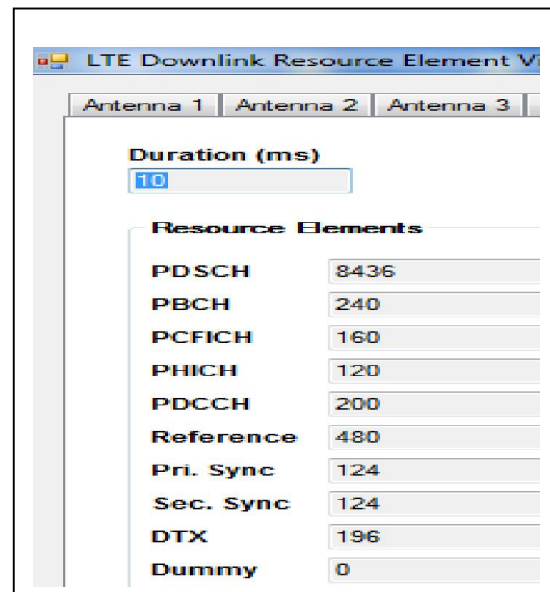 LTE Downlink Resource Element Vi
Antenna 1 Antenna 2 Antenna 3
Duration (ms)
10
Resource Elements
PDSCH 8436
PBCH 240
PCFICH 160
PHICH 120
PDCCH 200
Reference 480
Pri. Sync 124
Sec. Sync 124
DTX 196
Dummy 0